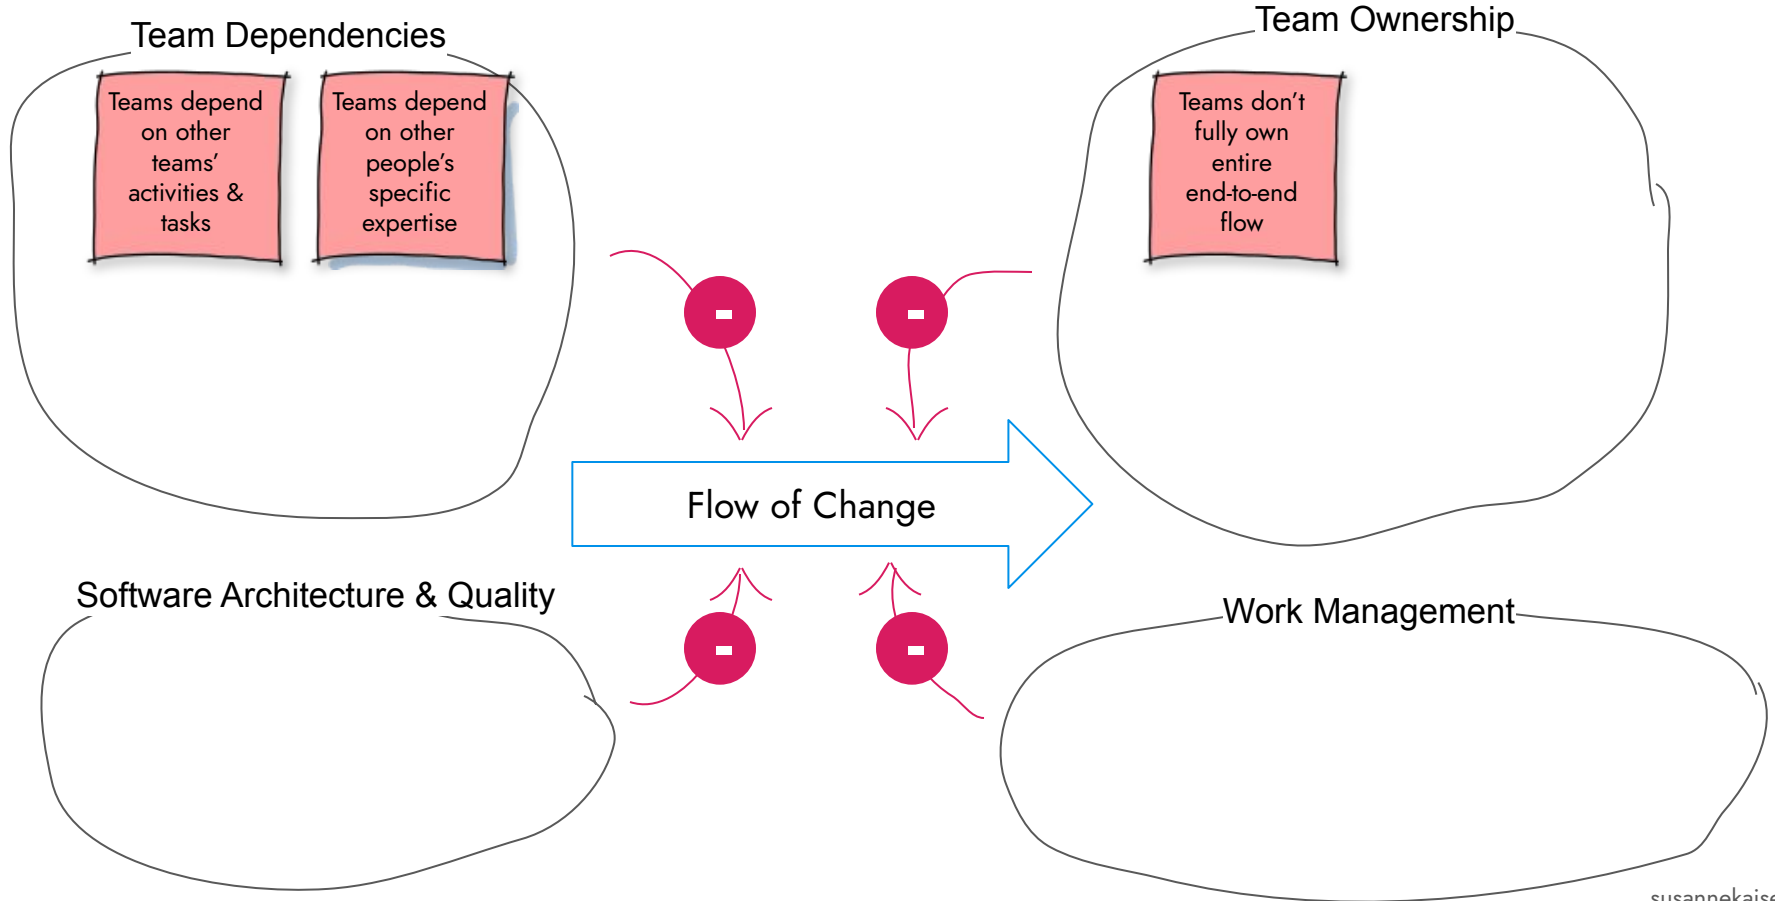 Team Dependencies
Team Ownership
Teams depend
on other
teams’
activities &
tasks
Teams depend
on other
people’s
specific
expertise
Teams don’t
fully own
entire
end-to-end
flow
-
-
Flow of Change
Software Architecture & Quality
Work Management
-
-
susannekaise